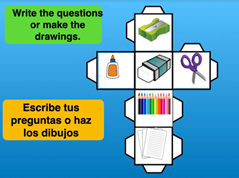 Write the questions
or make the
drawings.
Escribe tus
preguntas o haz
los dibujos